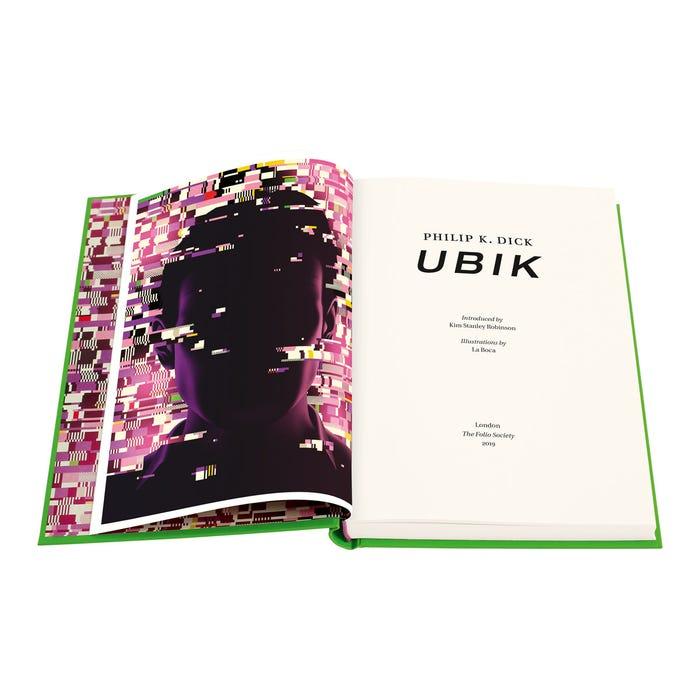 PHILIP K. DICK
UBIK
Introduced by
Kim Stanley Robinson
Illustrations by
La Boca
London
The Folio Society
2019